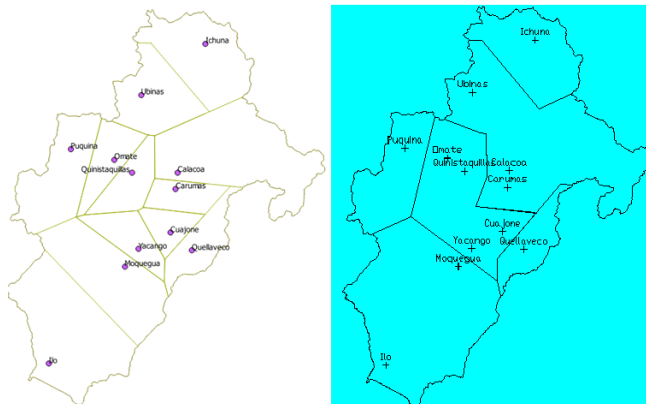 Ichuna
Ubinas
Puquina
Omate
Quinistaquillas
Calacoa
Carumas
Cuajone
Yacango
Quellaveco
Moquegua
Ilo
Ichuna
Ubinas
Puquina
Omate
Quinistaquillas
Calacoa
Carumas
Cuajone
Yacango
Quellaveco
Moquegua
Ilo